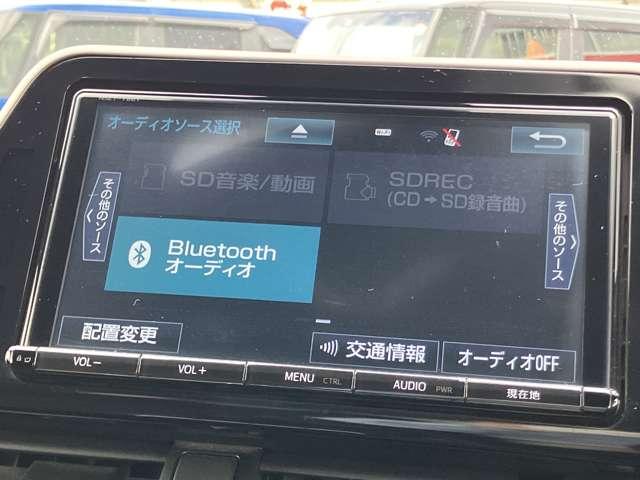 オーディオソース選択
Wi-Fi
SD音楽/動画
SDREC
(CD→SD録音曲)
その他のソース
その他のソース
Bluetooth
オーディオ
配置変更
交通情報
オーディオOFF
VOL−
VOL+
MENU CTRL
AUDIO PWR
現在地